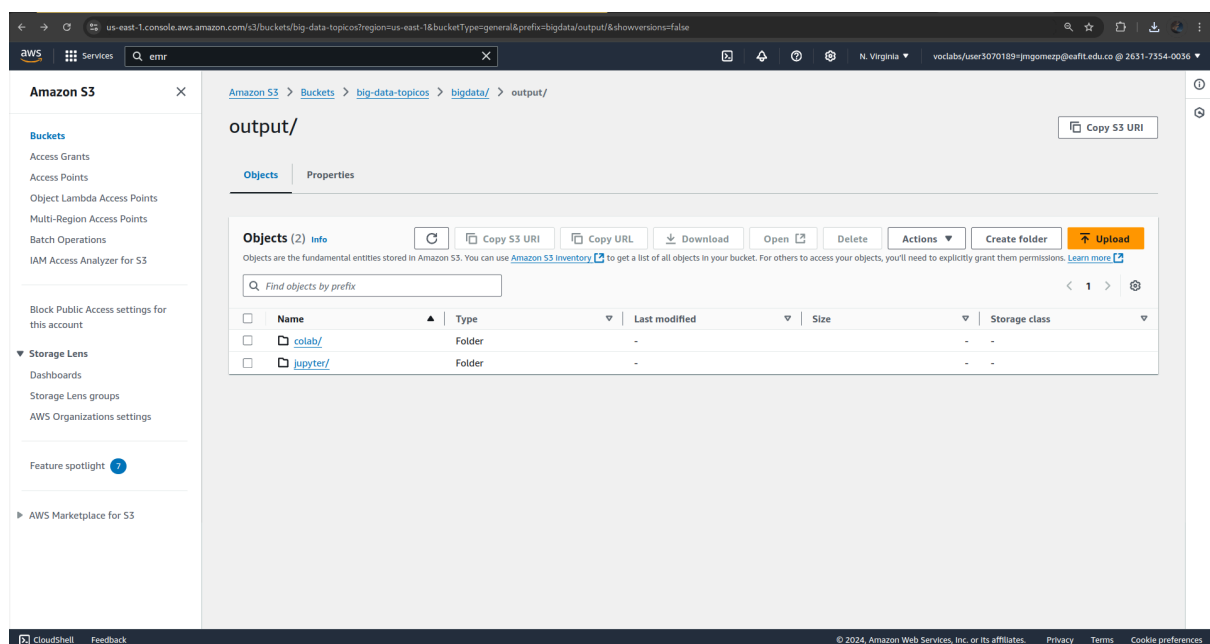 us-east-1.console.aws.amazon.com/s3/buckets/big-data-topicos?region=us-east-1&bucketType=general&prefix=bigdata/output/&showversions=false
aws Services emr N. Virginia voclabs/user3070189=jmgomezp@eafit.edu.co @ 2631-7354-0036
Amazon S3
Buckets
Access Grants
Access Points
Object Lambda Access Points
Multi-Region Access Points
Batch Operations
IAM Access Analyzer for S3
Block Public Access settings for
this account
Storage Lens
Dashboards
Storage Lens groups
AWS Organizations settings
Feature spotlight 7
AWS Marketplace for S3
Amazon S3 > Buckets > big-data-topicos > bigdata/ > output/
output/
Copy S3 URI
Objects Properties
Objects (2) Info Copy S3 URI Copy URL Download Open Delete Actions Create folder Upload
Objects are the fundamental entities stored in Amazon S3. You can use Amazon S3 inventory to get a list of all objects in your bucket. For others to access your objects, you'll need to explicitly grant them permissions. Learn more
Find objects by prefix
< 1 >
Name Type Last modified Size Storage class
colab/ Folder - - -
jupyter/ Folder - - -
CloudShell Feedback © 2024, Amazon Web Services, Inc. or its affiliates. Privacy Terms Cookie preferences